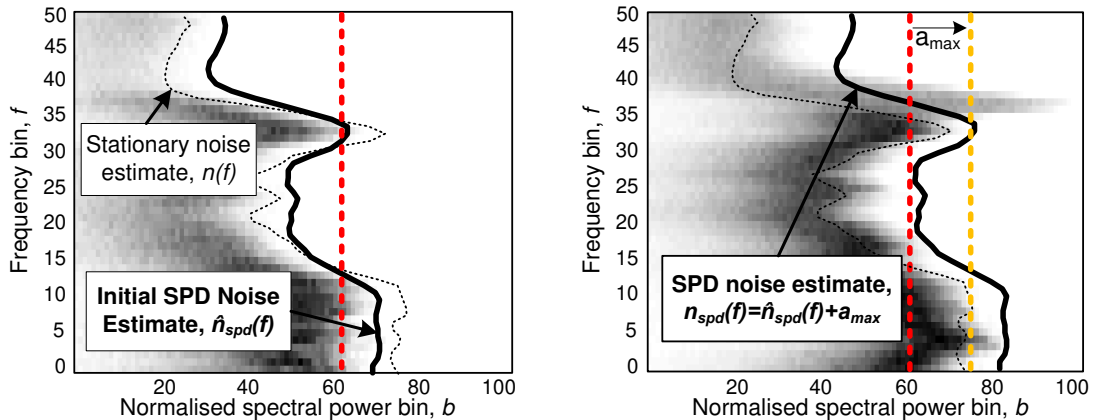 50
45
40
35
30
25
20
15
10
5
0
Frequency bin, f
Stationary noise
estimate, n(f)
Initial SPD Noise
Estimate, n̂spd(f)
20
40
60
80
100
Normalised spectral power bin, b
50
45
40
35
30
25
20
15
10
5
0
Frequency bin, f
amax
SPD noise estimate,
nspd(f)=n̂spd(f)+amax
20
40
60
80
100
Normalised spectral power bin, b